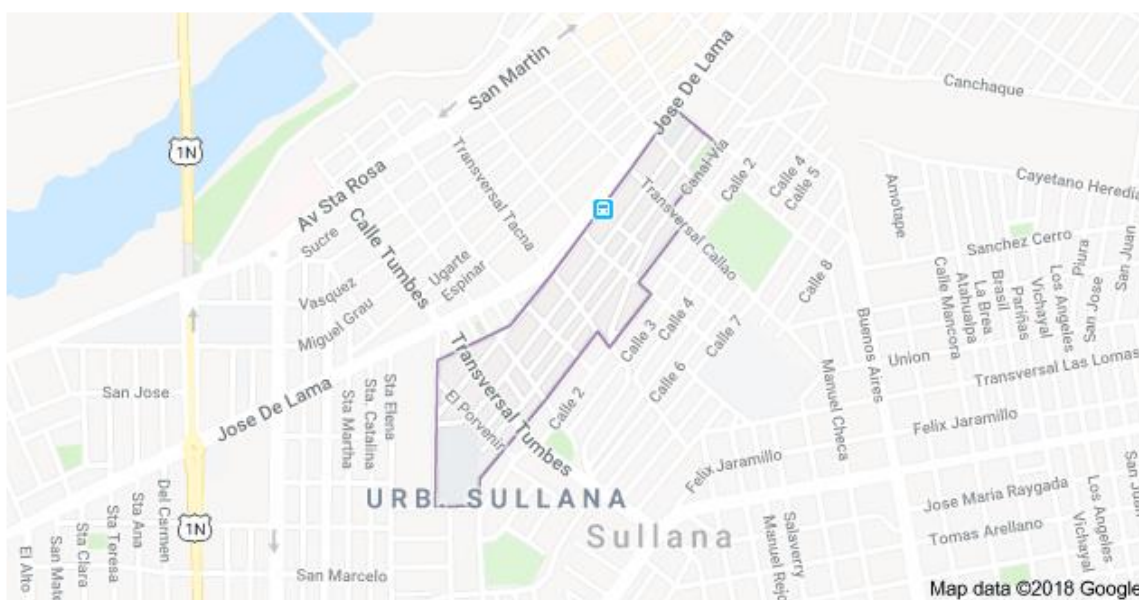 Jose De Lama
San Martin
Canchaque
1N
Transversal Tacna
Av Sta Rosa
Canal Vía
Calle 2
Calle 4
Calle 5
Amotape
Cayetano Heredia
Sucre
Calle Tumbes
Transversal Callao
Sanchez Cerro
San Juan
Ugarte
Espinar
Vasquez
Calle 8
Calle Mancora
Atahualpa
La Brea
Brasil
Pariñas
Vichayal
Los Angeles
Piura
San Jose
Miguel Grau
Calle 3
Calle 4
Calle 7
Buenos Aires
Union
Transversal Las Lomas
San Jose
Jose De Lama
Sta Martha
Sta. Catalina
Sta Elena
Transversal Tumbes
El Porvenir
Calle 2
Calle 6
Manuel Checa
Felix Jaramillo
Felix Jaramillo
URB. SULLANA
Sullana
1N
El Alto
Sta Clara
Sta Teresa
Sta Ana
Del Carmen
San Marcelo
Salaverry
Jose Maria Raygada
Tomas Arellano
Vichayal
Los Angeles
Map data ©2018 Google